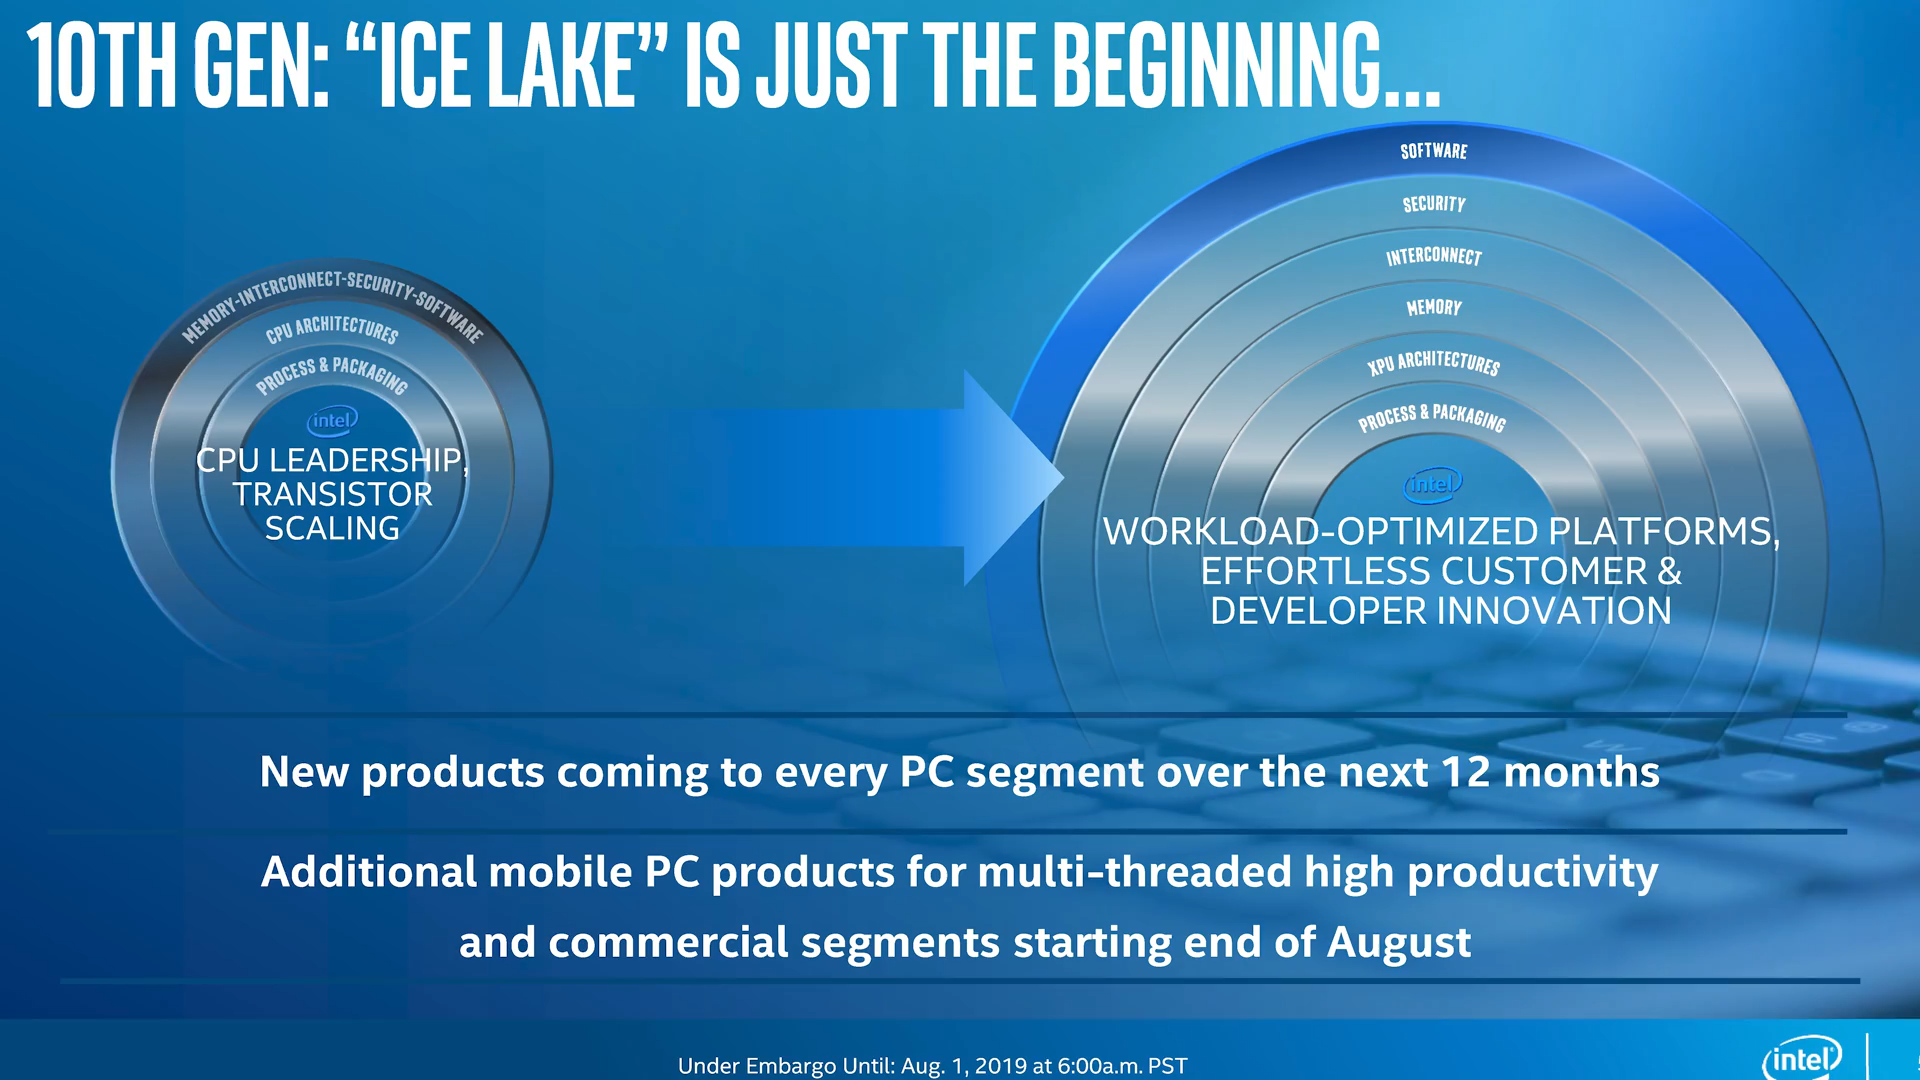 10TH GEN: “ICE LAKE” IS JUST THE BEGINNING...
MEMORY-INTERCONNECT-SECURITY-SOFTWARE
CPU ARCHITECTURES
PROCESS & PACKAGING
intel
CPU LEADERSHIP,
TRANSISTOR
SCALING
SOFTWARE
SECURITY
INTERCONNECT
MEMORY
XPU ARCHITECTURES
PROCESS & PACKAGING
intel
WORKLOAD-OPTIMIZED PLATFORMS,
EFFORTLESS CUSTOMER &
DEVELOPER INNOVATION
New products coming to every PC segment over the next 12 months
Additional mobile PC products for multi-threaded high productivity
and commercial segments starting end of August
Under Embargo Until: Aug. 1, 2019 at 6:00a.m. PST
intel